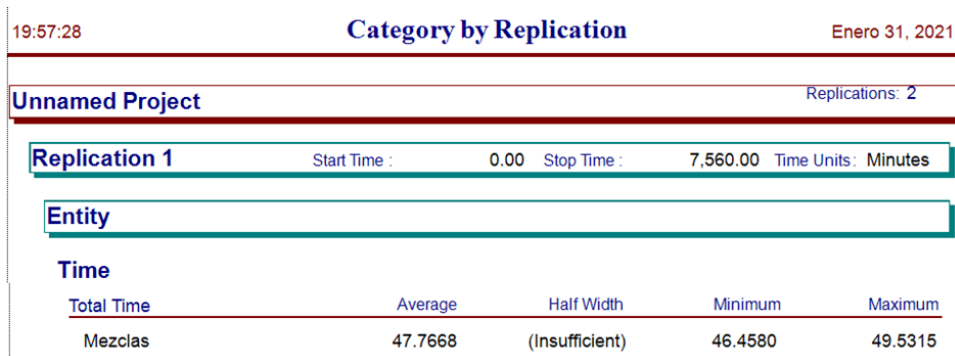 19:57:28 Category by Replication Enero 31, 2021
Unnamed Project Replications: 2
Replication 1 Start Time : 0.00 Stop Time : 7,560.00 Time Units : Minutes
Entity
Time
Total Time Average Half Width Minimum Maximum
Mezclas 47.7668 (Insufficient) 46.4580 49.5315